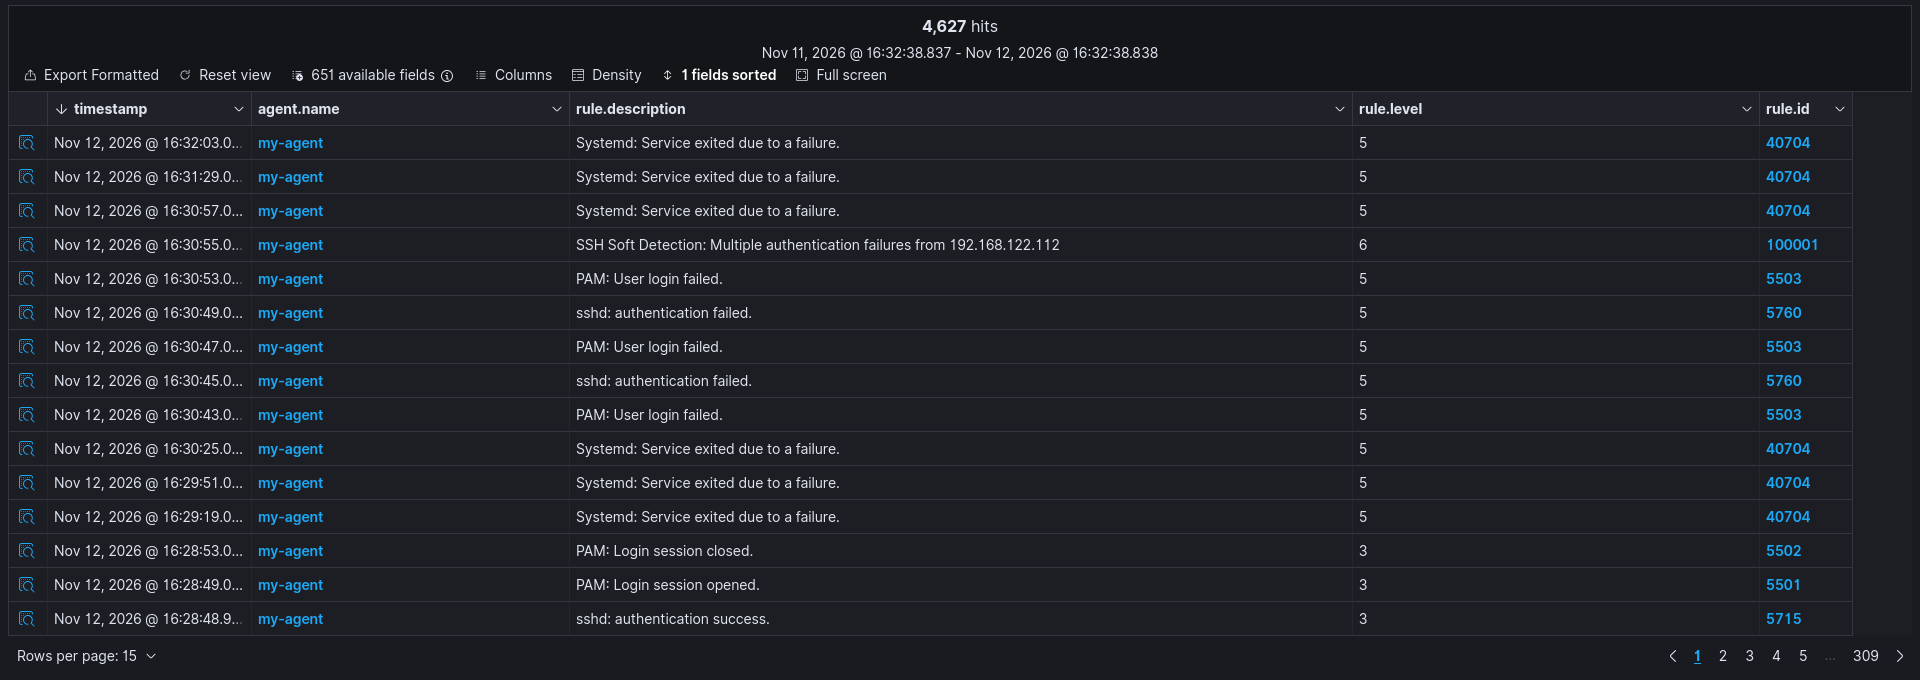 4,627 hits
Nov 11, 2026 @ 16:32:38.837 - Nov 12, 2026 @ 16:32:38.838
Export Formatted Reset view 651 available fields Columns Density 1 fields sorted Full screen
timestamp agent.name rule.description rule.level rule.id
Nov 12, 2026 @ 16:32:03.0... my-agent Systemd: Service exited due to a failure. 5 40704
Nov 12, 2026 @ 16:31:29.0... my-agent Systemd: Service exited due to a failure. 5 40704
Nov 12, 2026 @ 16:30:57.0... my-agent Systemd: Service exited due to a failure. 5 40704
Nov 12, 2026 @ 16:30:55.0... my-agent SSH Soft Detection: Multiple authentication failures from 192.168.122.112 6 100001
Nov 12, 2026 @ 16:30:53.0... my-agent PAM: User login failed. 5 5503
Nov 12, 2026 @ 16:30:49.0... my-agent sshd: authentication failed. 5 5760
Nov 12, 2026 @ 16:30:47.0... my-agent PAM: User login failed. 5 5503
Nov 12, 2026 @ 16:30:45.0... my-agent sshd: authentication failed. 5 5760
Nov 12, 2026 @ 16:30:43.0... my-agent PAM: User login failed. 5 5503
Nov 12, 2026 @ 16:30:25.0... my-agent Systemd: Service exited due to a failure. 5 40704
Nov 12, 2026 @ 16:29:51.0... my-agent Systemd: Service exited due to a failure. 5 40704
Nov 12, 2026 @ 16:29:19.0... my-agent Systemd: Service exited due to a failure. 5 40704
Nov 12, 2026 @ 16:28:53.0... my-agent PAM: Login session closed. 3 5502
Nov 12, 2026 @ 16:28:49.0... my-agent PAM: Login session opened. 3 5501
Nov 12, 2026 @ 16:28:48.9... my-agent sshd: authentication success. 3 5715
Rows per page: 15 1 2 3 4 5 ... 309